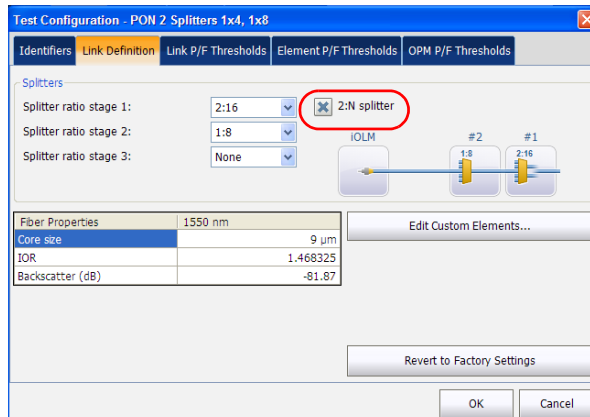 Test Configuration - PON 2 Splitters 1x4, 1x8
Identifiers Link Definition Link P/F Thresholds Element P/F Thresholds OPM P/F Thresholds
Splitters
Splitter ratio stage 1: 2:16 2:N splitter
Splitter ratio stage 2: 1:8
Splitter ratio stage 3: None
iOLM #2 #1
1:8 2:16
Fiber Properties 1550 nm
Core size 9 µm
IOR 1.468325
Backscatter (dB) -81.87
Edit Custom Elements...
Revert to Factory Settings
OK Cancel